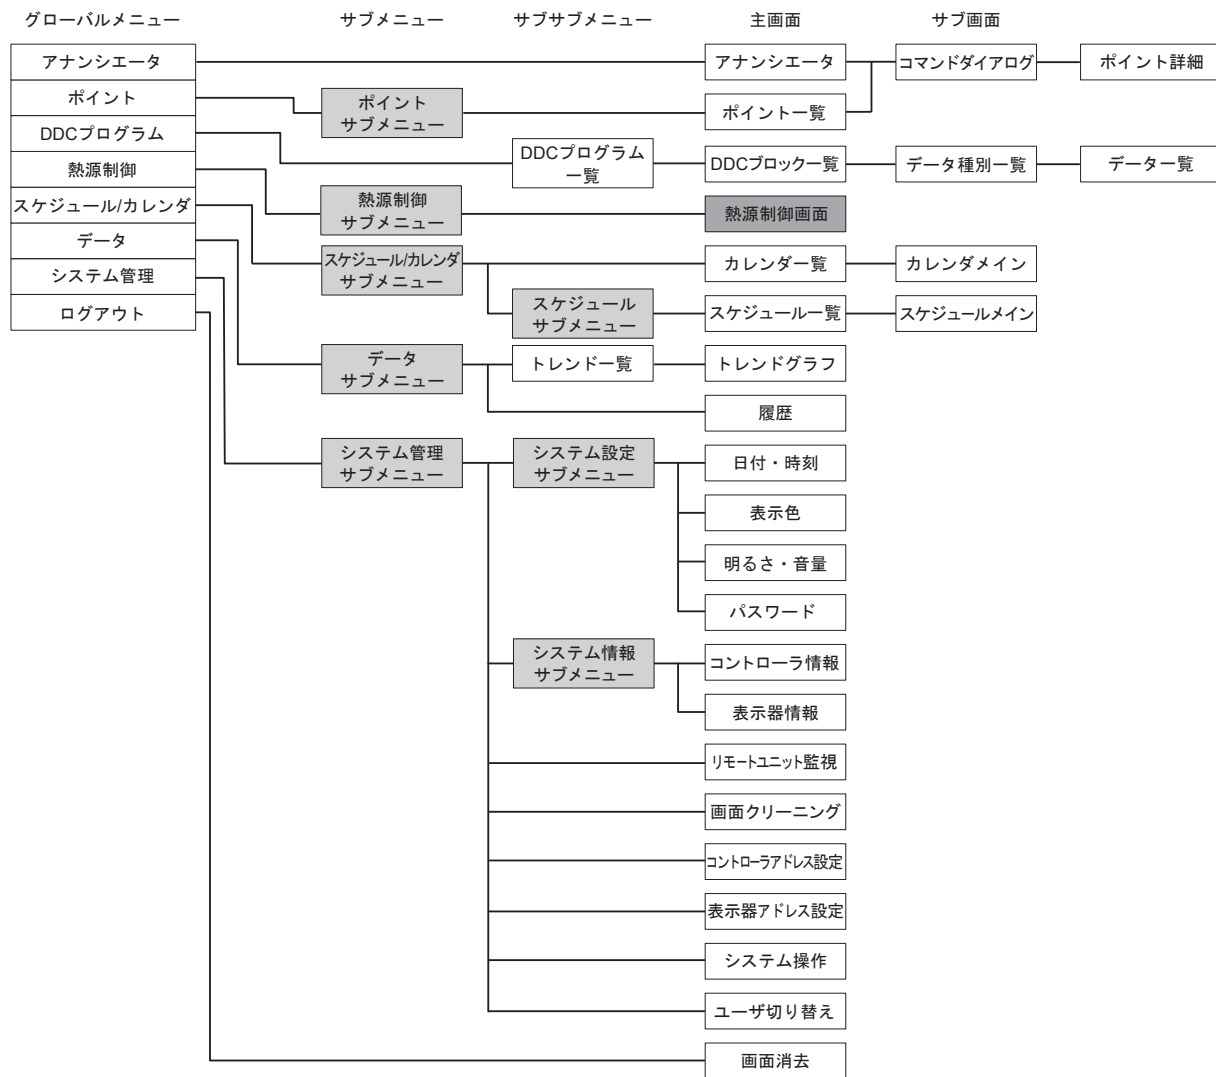 グローバルメニュー
サブメニュー
サブサブメニュー
主画面
サブ画面
アナンシエータ
ポイント
DDCプログラム
熱源制御
スケジュール/カレンダ
データ
システム管理
ログアウト
ポイント
サブメニュー
熱源制御
サブメニュー
スケジュール/カレンダ
サブメニュー
データ
サブメニュー
システム管理
サブメニュー
DDCプログラム
一覧
スケジュール
サブメニュー
トレンド一覧
システム設定
サブメニュー
システム情報
サブメニュー
アナンシエータ
ポイント一覧
DDCブロック一覧
熱源制御画面
カレンダ一覧
スケジュール一覧
トレンドグラフ
履歴
日付・時刻
表示色
明るさ・音量
パスワード
コントローラ情報
表示器情報
リモートユニット監視
画面クリーニング
コントローラアドレス設定
表示器アドレス設定
システム操作
ユーザ切り替え
画面消去
コマンドダイアログ
データ種別一覧
カレンダメイン
スケジュールメイン
ポイント詳細
データ一覧